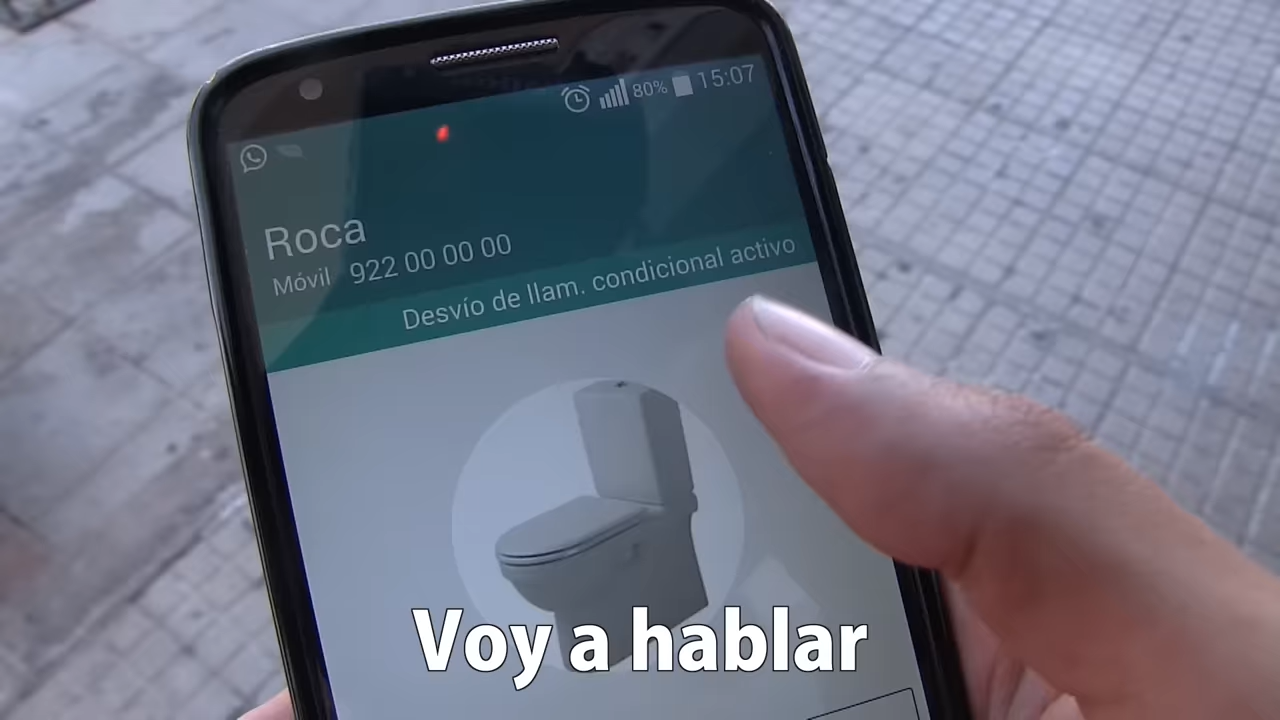 80% 15:07
Roca
Móvil 922 00 00 00
Desvío de llam. condicional activo
Voy a hablar